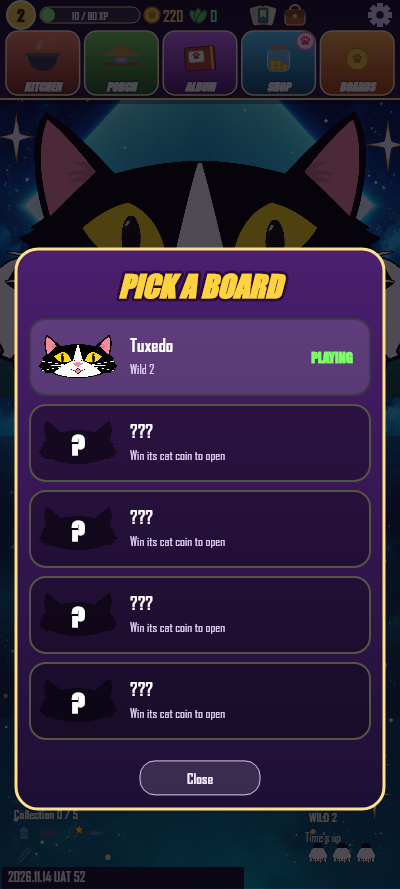 2
10 / 80 XP
220
0
KITCHEN
PORCH
ALBUM
SHOP
BOARDS
PICK A BOARD
Tuxedo
Wild 2
PLAYING
?
???
Win its cat coin to open
?
???
Win its cat coin to open
?
???
Win its cat coin to open
?
???
Win its cat coin to open
Close
Collection 0 / 5
WILD 2
Time's up
2026.11.14 UAT 52